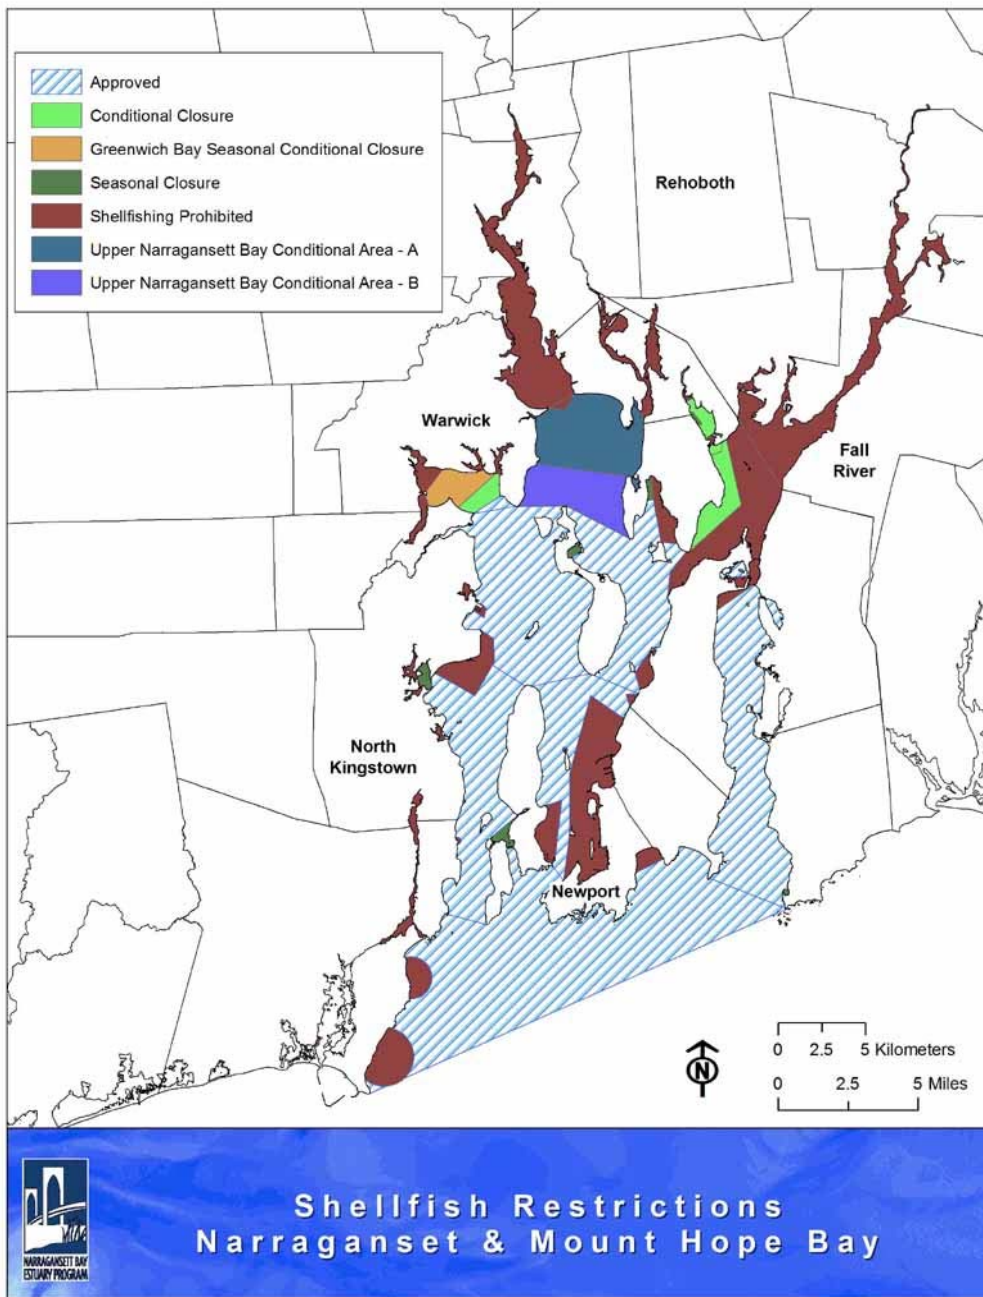 Approved
Conditional Closure
Greenwich Bay Seasonal Conditional Closure
Seasonal Closure
Shellfishing Prohibited
Upper Narragansett Bay Conditional Area - A
Upper Narragansett Bay Conditional Area - B
Rehoboth
Warwick
Fall
River
North
Kingstown
Newport
N
0 2.5 5 Kilometers
0 2.5 5 Miles
NARRAGANSETT BAY
ESTUARY PROGRAM
Shellfish Restrictions
Narraganset & Mount Hope Bay